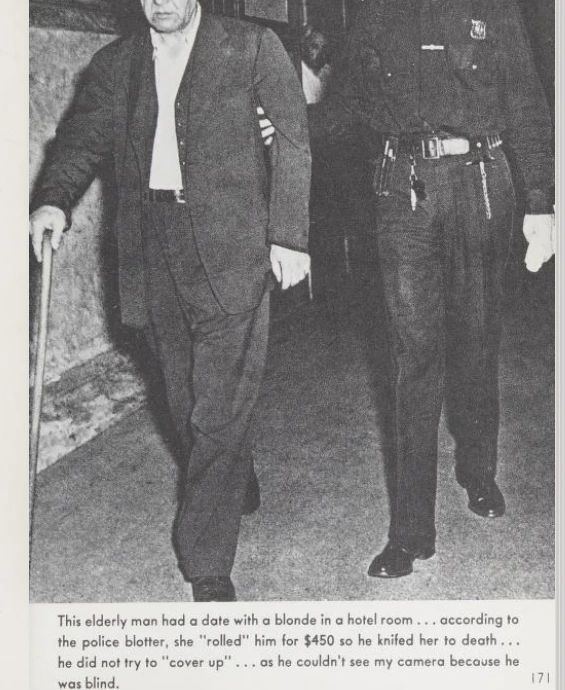 This elderly man had a date with a blonde in a hotel room . . . according to
the police blotter, she "rolled" him for $450 so he knifed her to death . . .
he did not try to "cover up" . . . as he couldn't see my camera because he
was blind.
171